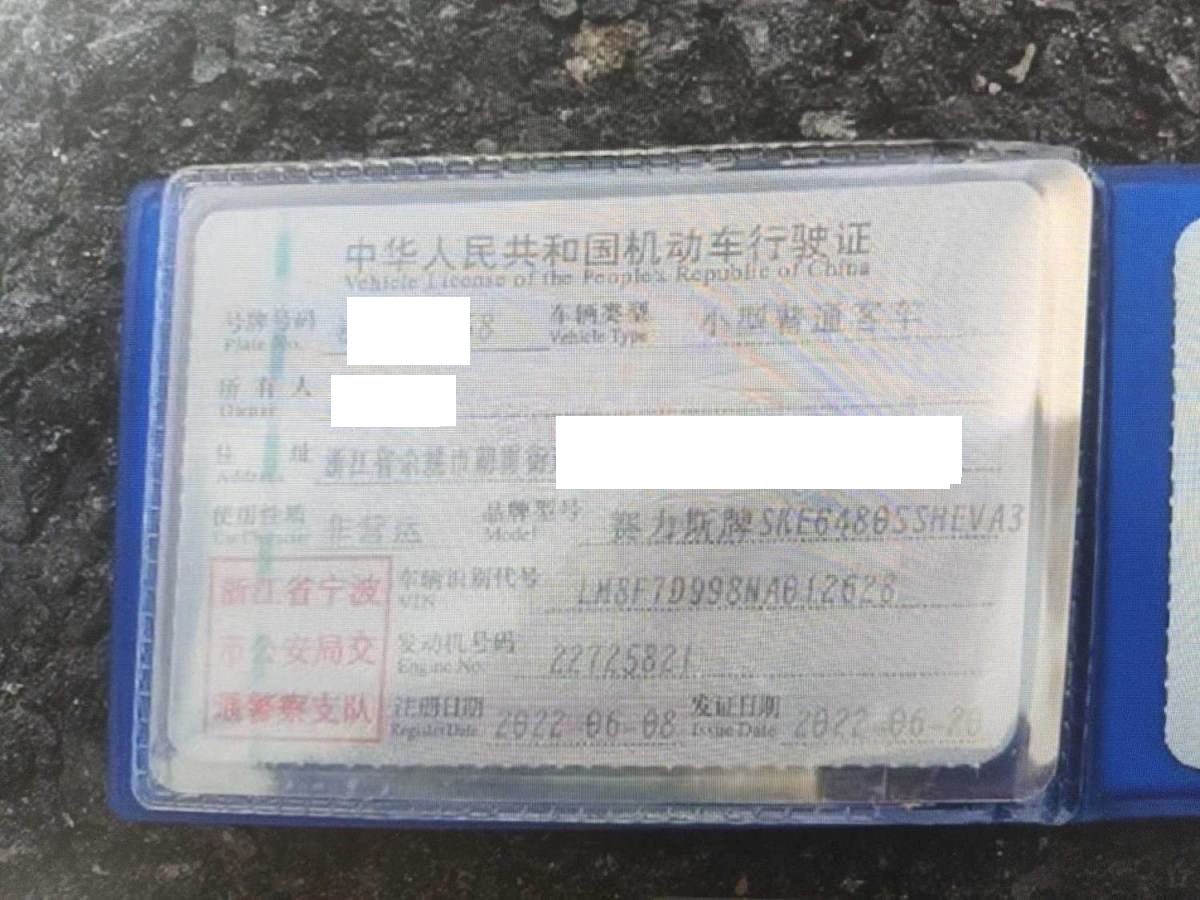 中华人民共和国机动车行驶证
Vehicle License of the People's Republic of China
号牌号码 8 车辆类型 小型普通客车
Plate No. Vehicle Type
所有人
Owner
住址 浙江省余姚市
Address
使用性质 非营运 品牌型号 赛力斯牌SKE6480SSHEVA3
Use Character Model
浙江省宁波 车辆识别代号 LM8F7D998NA012628
VIN
市公安局交 发动机号码 22725821
Engine No.
通警察支队 注册日期 2022-06-08 发证日期 2022-06-20
Register Date Issue Date